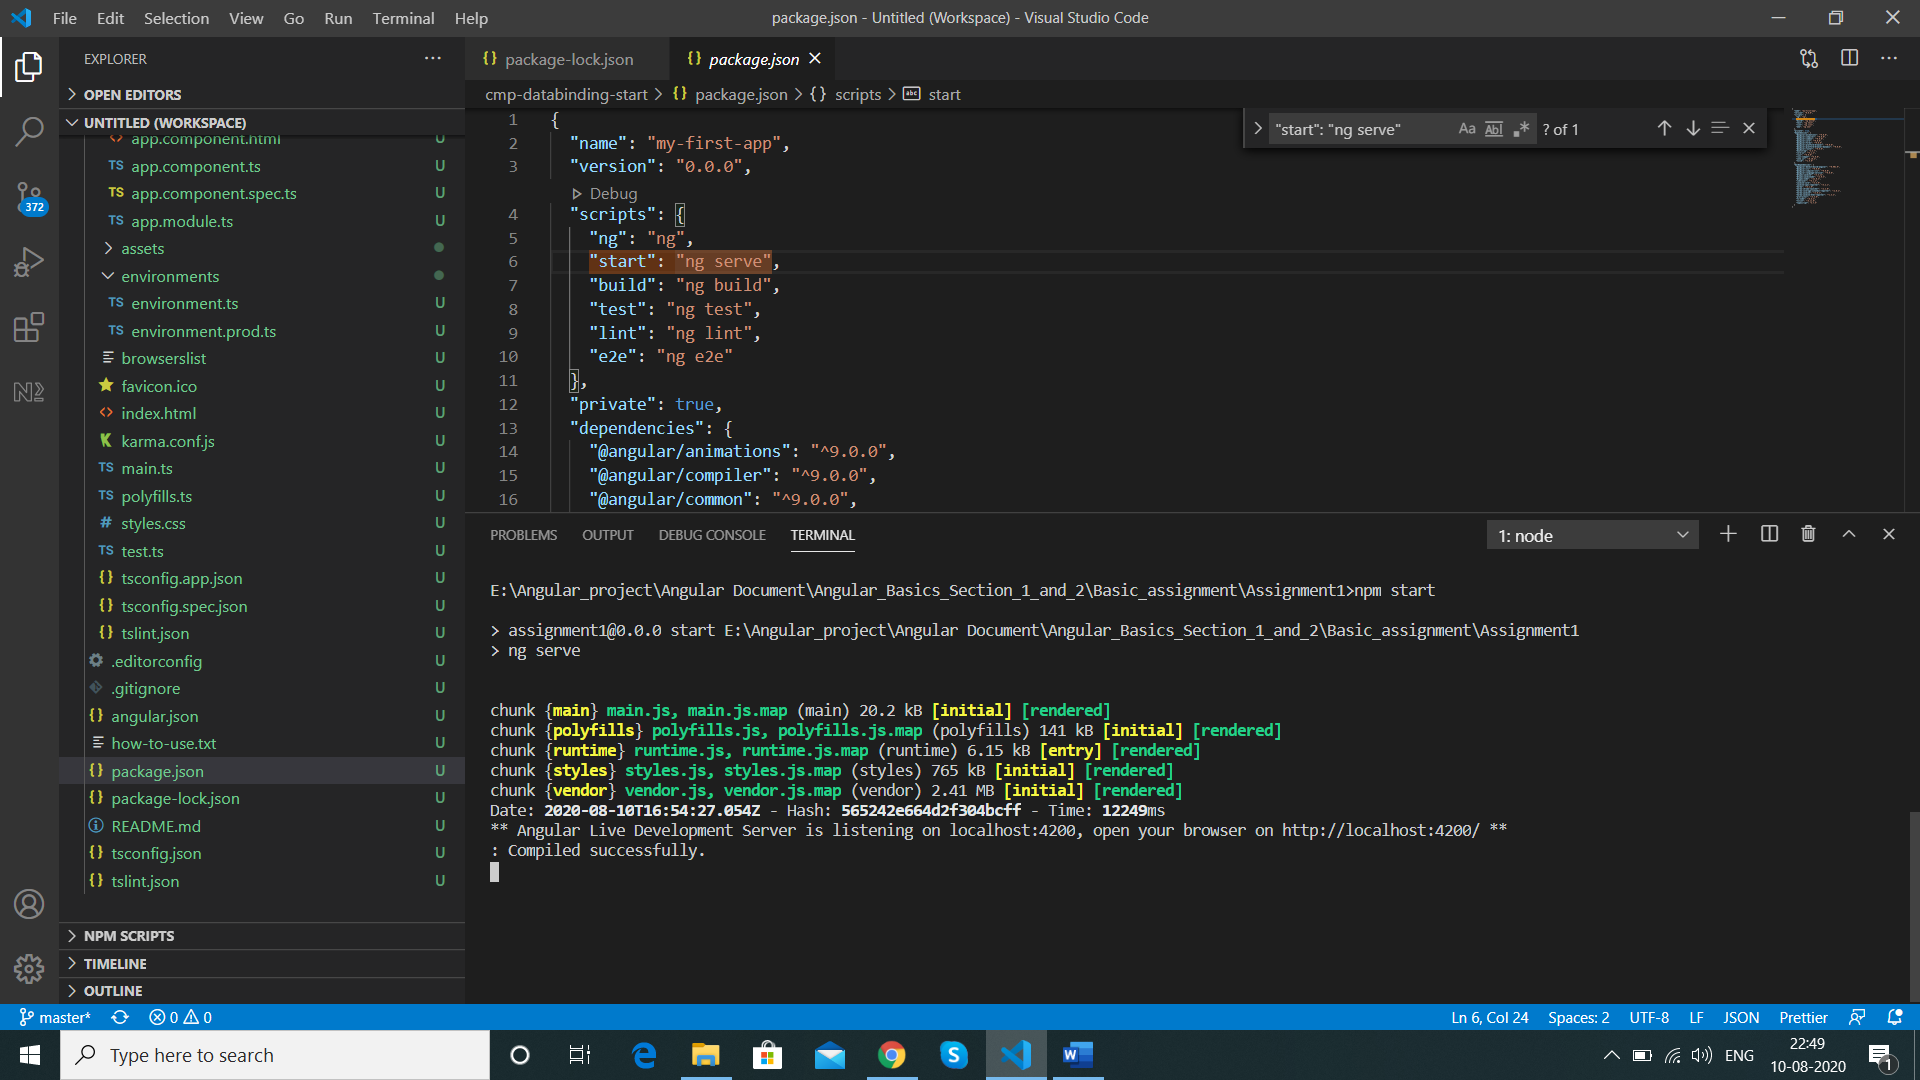 File Edit Selection View Go Run Terminal Help
package.json - Untitled (Workspace) - Visual Studio Code
EXPLORER
OPEN EDITORS
UNTITLED (WORKSPACE)
app.component.html U
app.component.ts U
app.component.spec.ts U
app.module.ts U
assets
environments
environment.ts U
environment.prod.ts U
browserslist U
favicon.ico U
index.html U
karma.conf.js U
main.ts U
polyfills.ts U
styles.css U
test.ts U
tsconfig.app.json U
tsconfig.spec.json U
tslint.json U
.editorconfig U
.gitignore U
angular.json U
how-to-use.txt U
package.json U
package-lock.json U
README.md U
tsconfig.json U
tslint.json U
NPM SCRIPTS
TIMELINE
OUTLINE
372
package-lock.json
package.json
cmp-databinding-start > {} package.json > {} scripts > abc start
"start": "ng serve" Aa Abl .* ? of 1
1 {
2 "name": "my-first-app",
3 "version": "0.0.0",
Debug
4 "scripts": {
5 "ng": "ng",
6 "start": "ng serve",
7 "build": "ng build",
8 "test": "ng test",
9 "lint": "ng lint",
10 "e2e": "ng e2e"
11 },
12 "private": true,
13 "dependencies": {
14 "@angular/animations": "^9.0.0",
15 "@angular/compiler": "^9.0.0",
16 "@angular/common": "^9.0.0",
PROBLEMS OUTPUT DEBUG CONSOLE TERMINAL
1: node
E:\Angular_project\Angular Document\Angular_Basics_Section_1_and_2\Basic_assignment\Assignment1>npm start
> assignment1@0.0.0 start E:\Angular_project\Angular Document\Angular_Basics_Section_1_and_2\Basic_assignment\Assignment1
> ng serve
chunk {main} main.js, main.js.map (main) 20.2 kB [initial] [rendered]
chunk {polyfills} polyfills.js, polyfills.js.map (polyfills) 141 kB [initial] [rendered]
chunk {runtime} runtime.js, runtime.js.map (runtime) 6.15 kB [entry] [rendered]
chunk {styles} styles.js, styles.js.map (styles) 765 kB [initial] [rendered]
chunk {vendor} vendor.js, vendor.js.map (vendor) 2.41 MB [initial] [rendered]
Date: 2020-08-10T16:54:27.054Z - Hash: 565242e664d2f304bcff - Time: 12249ms
** Angular Live Development Server is listening on localhost:4200, open your browser on http://localhost:4200/ **
: Compiled successfully.
master* 0 0
Ln 6, Col 24 Spaces: 2 UTF-8 LF JSON Prettier
Type here to search
ENG
22:49
10-08-2020
1